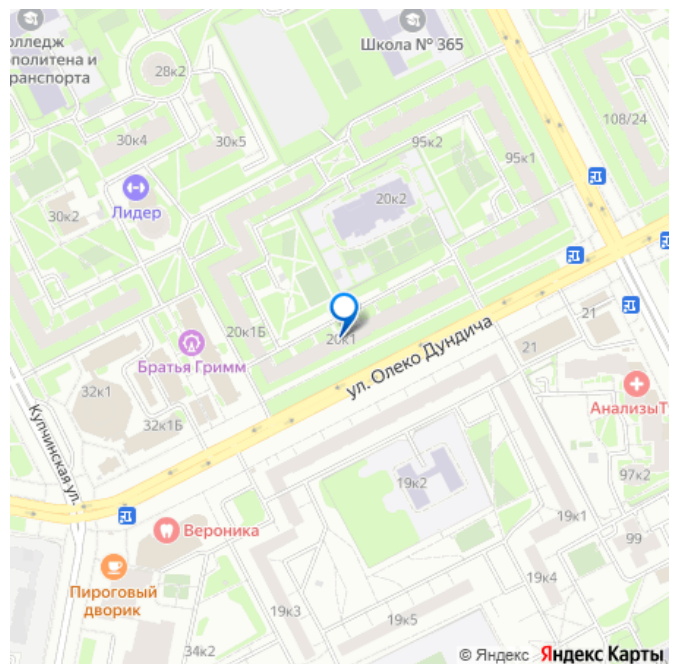 олледж
ополитена и
ранспорта
28к2
Школа № 365
108/24
30к4
30к5
95к2
95к1
Лидер
30к2
20к2
20к1Б
20к1
Братья Гримм
ул. Олеко Дундича
21
21
32к1
32к1Б
Купчинская ул.
АнализыТ
97к2
19к2
19к1
99
Вероника
Пироговый
дворик
19к3
19к5
19к4
34к2
© Яндекс Яндекс Карты